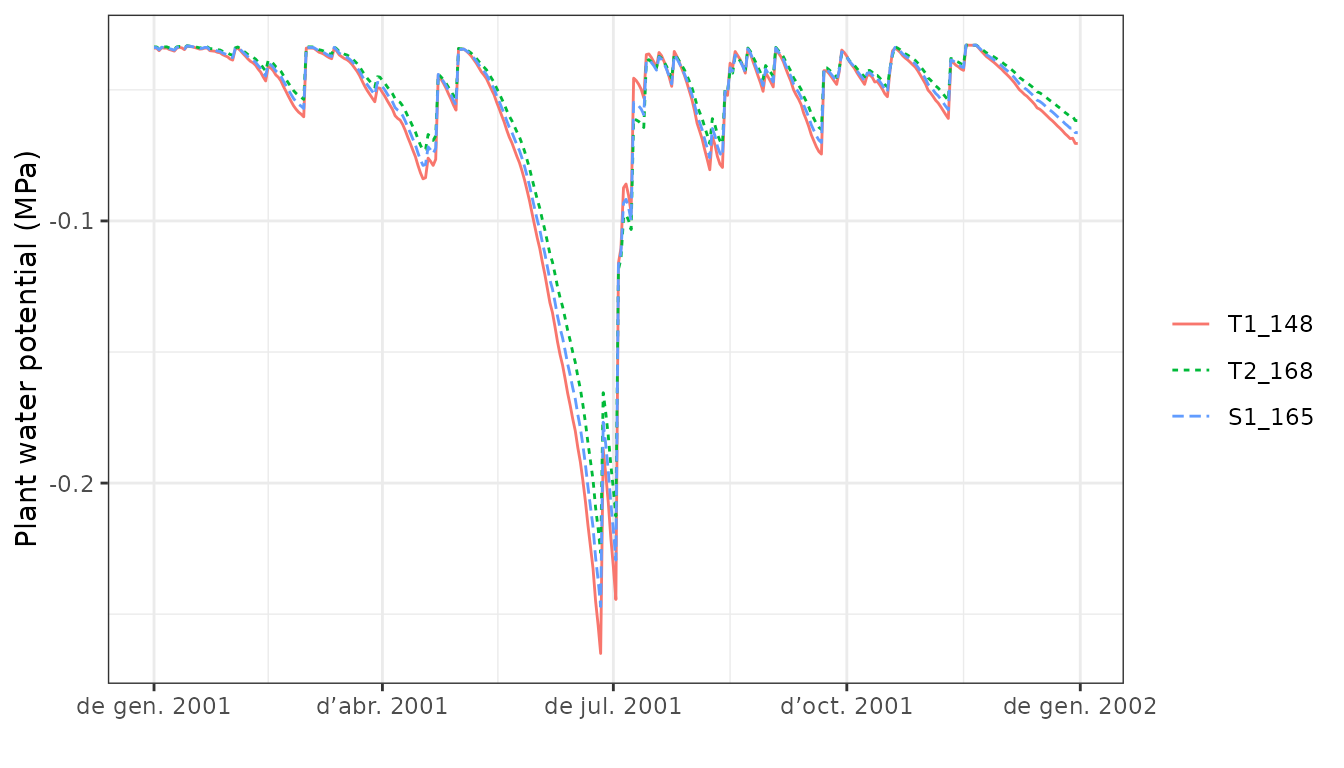 Plant water potential (MPa)
-0.1
-0.2
de gen. 2001
d’abr. 2001
de jul. 2001
d’oct. 2001
de gen. 2002
T1_148
T2_168
S1_165